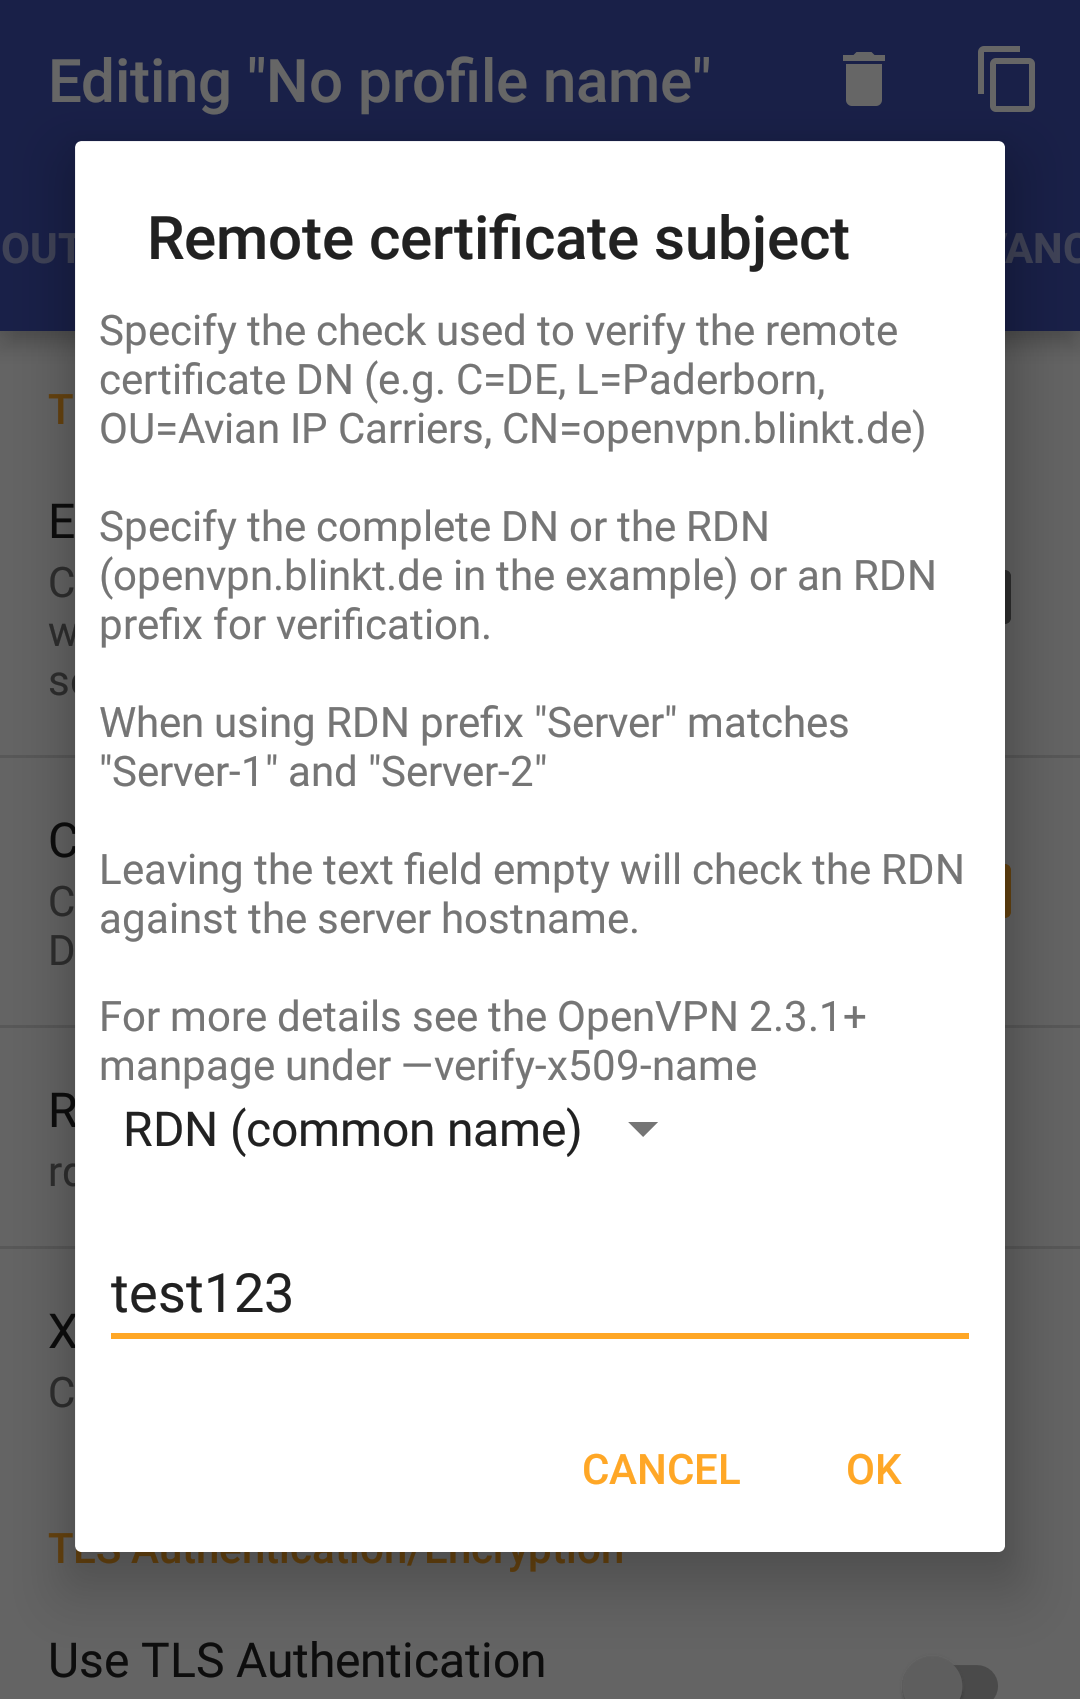 Editing "No profile name"
OUT
Remote certificate subject
Specify the check used to verify the remote
certificate DN (e.g. C=DE, L=Paderborn,
OU=Avian IP Carriers, CN=openvpn.blinkt.de)
Specify the complete DN or the RDN
(openvpn.blinkt.de in the example) or an RDN
prefix for verification.
When using RDN prefix "Server" matches
"Server-1" and "Server-2"
Leaving the text field empty will check the RDN
against the server hostname.
For more details see the OpenVPN 2.3.1+
manpage under —verify-x509-name
RDN (common name)
test123
CANCEL OK
TLS Authentication/Encryption
Use TLS Authentication